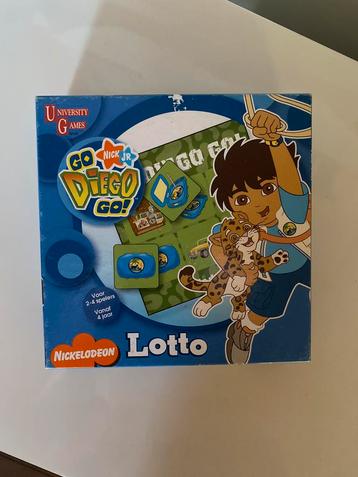 UNIVERSITY
GAMES
NICK JR.
GO
DIEGO
GO!
DIEGO GO!
Voor
2-4 spelers
Vanaf
4 jaar
NICKELODEON
Lotto